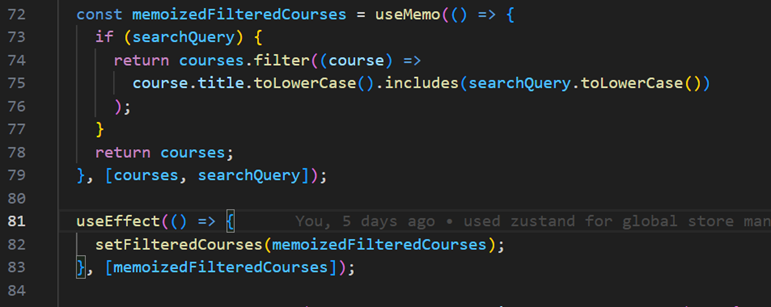 72 const memoizedFilteredCourses = useMemo(() => {
73 if (searchQuery) {
74 return courses.filter((course) =>
75 course.title.toLowerCase().includes(searchQuery.toLowerCase())
76 );
77 }
78 return courses;
79 }, [courses, searchQuery]);
80
81 useEffect(() => { You, 5 days ago • used zustand for global store man
82 setFilteredCourses(memoizedFilteredCourses);
83 }, [memoizedFilteredCourses]);
84